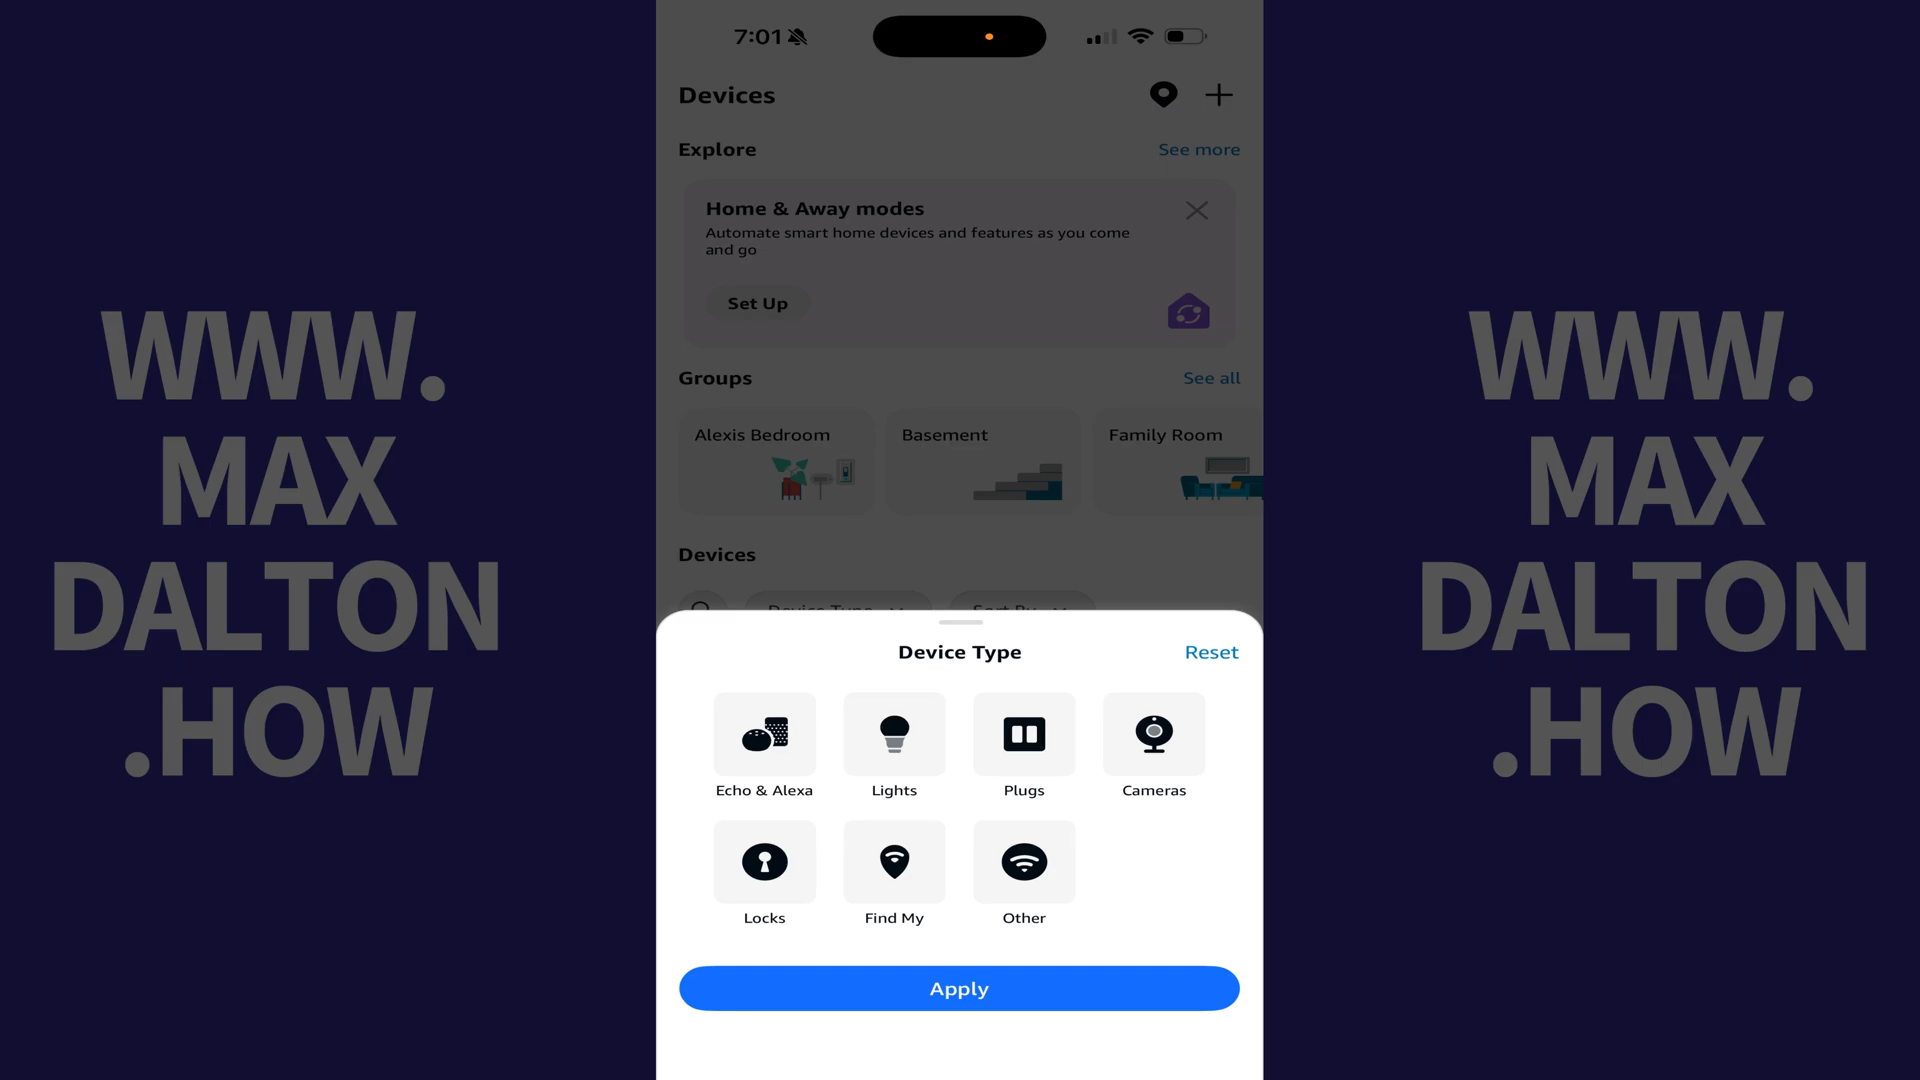 WWW.
MAX
DALTON
.HOW
7:01
Devices
Explore
See more
Home & Away modes
Automate smart home devices and features as you come
and go
Set Up
Groups
See all
Alexis Bedroom
Basement
Family Room
Devices
Device Type
Sort By
Device Type
Reset
Echo & Alexa
Lights
Plugs
Cameras
Locks
Find My
Other
Apply
WWW.
MAX
DALTON
.HOW